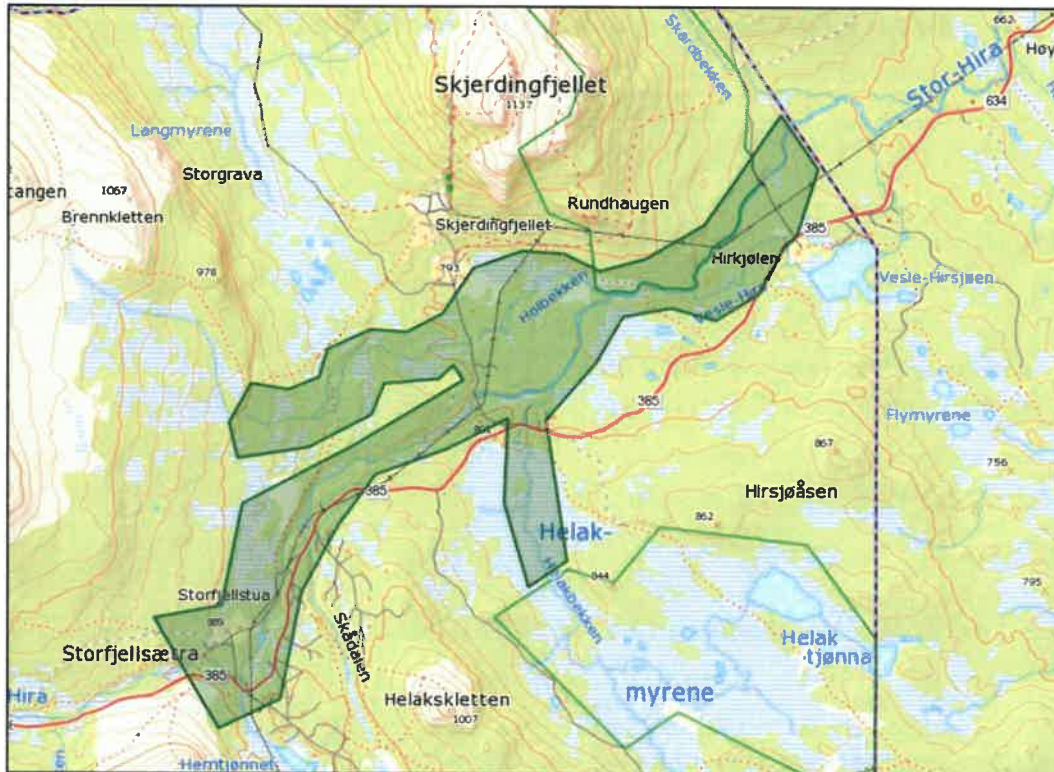 662
Høy
Skardbekken
Stor-Hira
Skjerdingfjellet
1137
634
Langmyrene
Storgrava
tangen
1067
Brennkletten
Rundhaugen
Skjerdingfjellet
385
Hirkjølen
978
793
Vesle-Hirsjøen
Holbekken
Vesle-Hira
385
Flymyrene
867
756
385
Hirsjøåsen
862
Helak-
844
795
Helakbekken
Storfjellstua
889
Skådalen
Helak
tjønna
Storfjellsætra
385
Hira
Helakskletten
1007
myrene
Hemtjønnet